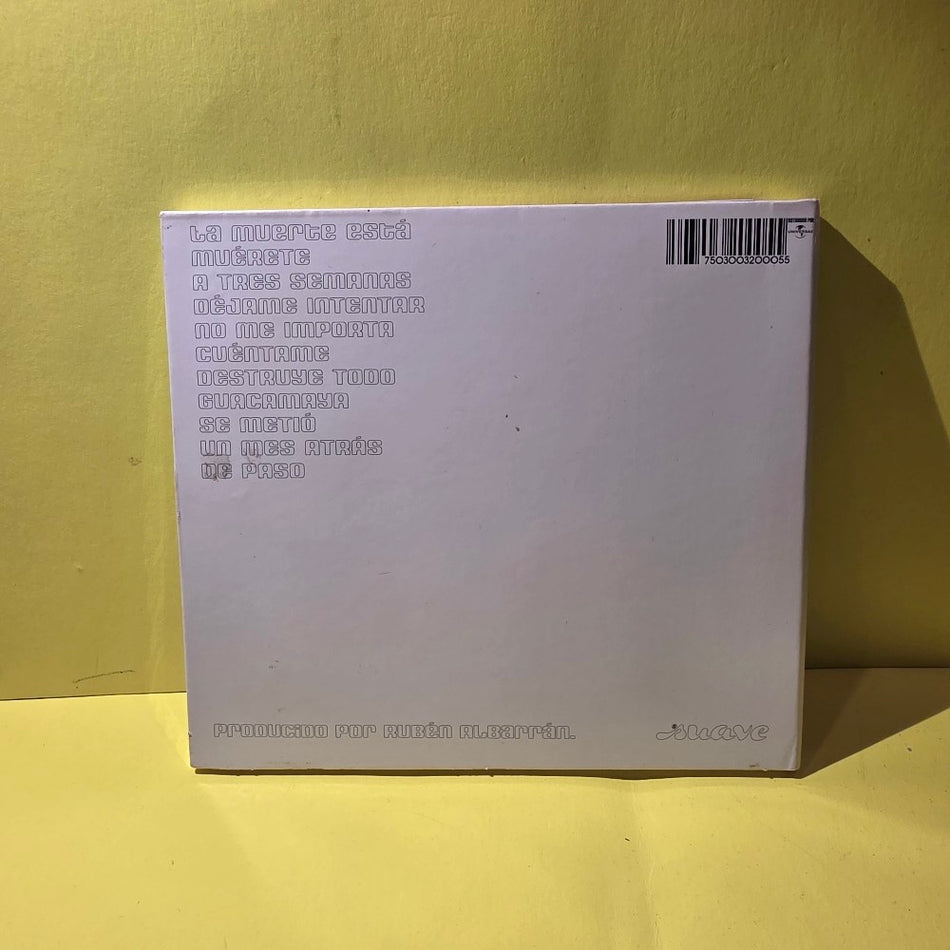 La muerte está
MUÉRETE
A TRES SEMANAS
DÉJAME INTENTAR
NO ME IMPORTA
CUÉNTAME
DESTRUYE TODO
GUACAMAYA
SE METIÓ
UN MES ATRÁS
DE PASO
7503003200055
UNIVERSAL
Producido por Rubén Albarrán.
suave